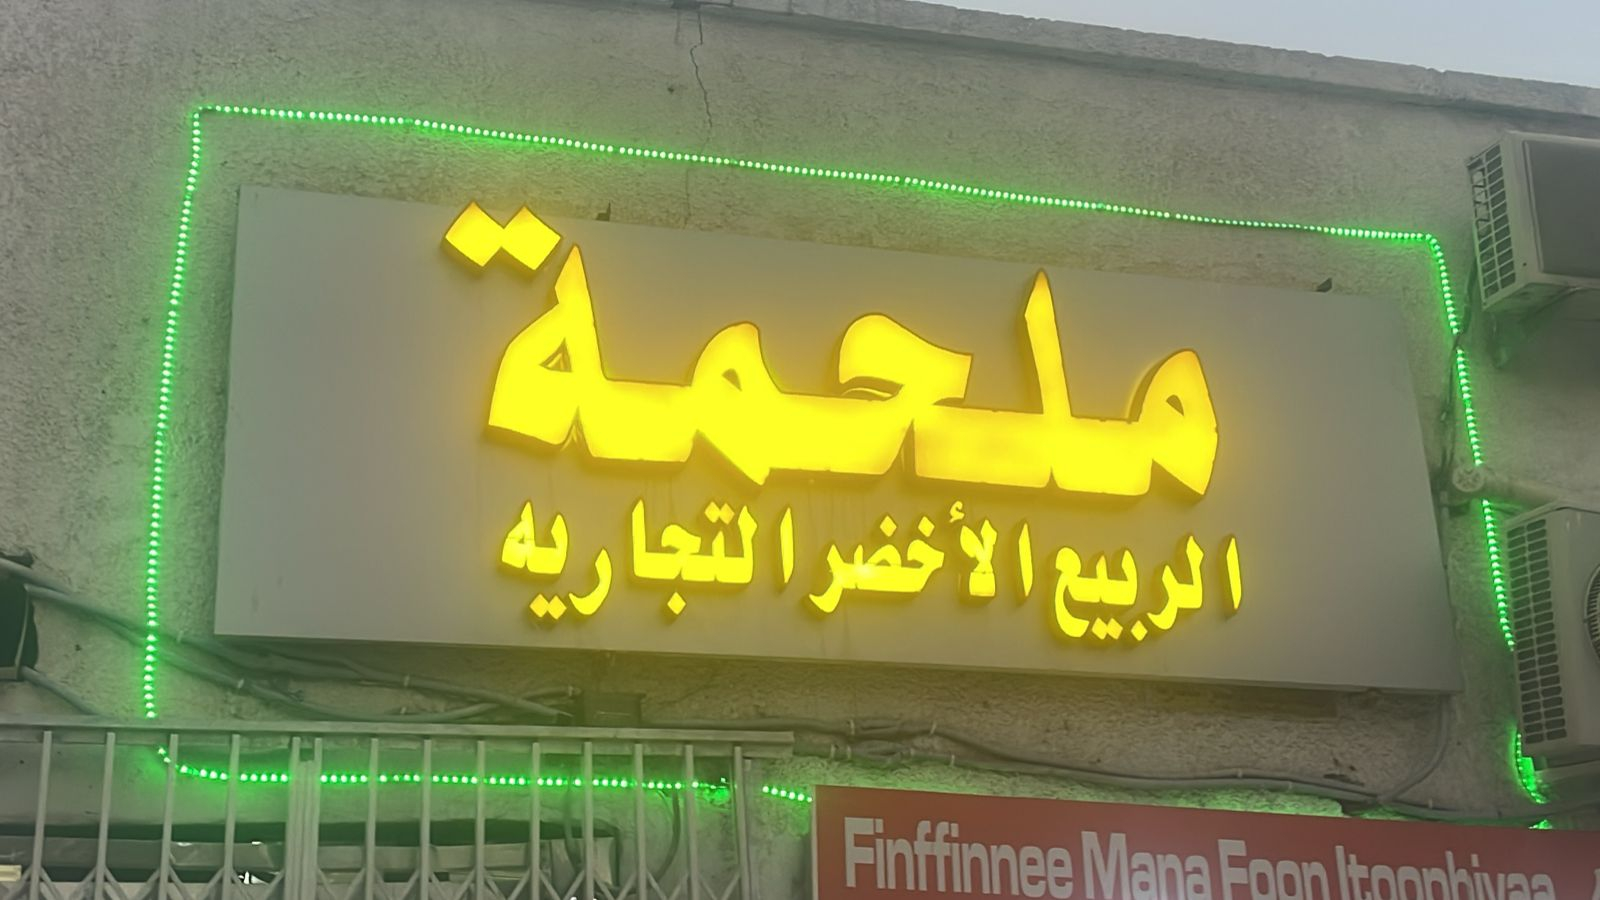 ملحمة
الربيع الأخضر التجاريه
Finffinnee Mana Foon Itoophiyaa